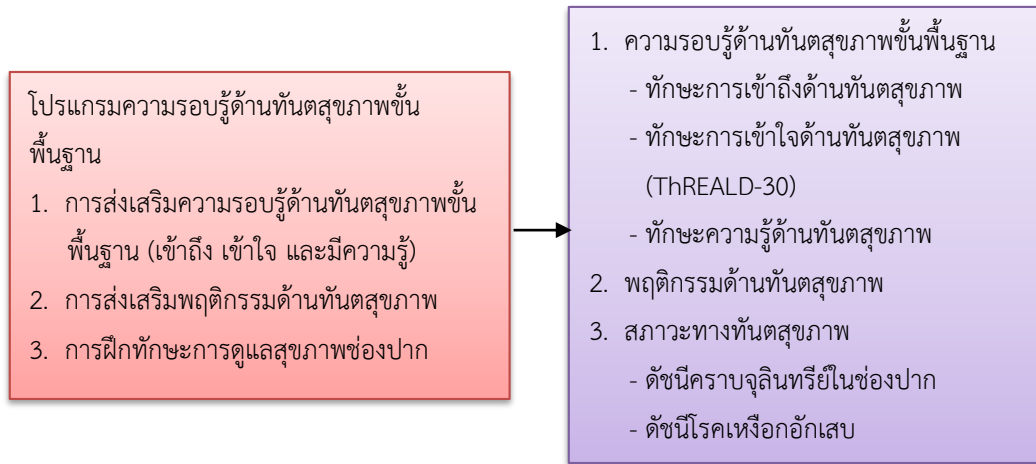 โปรแกรมความรอบรู้ด้านทันตสุขภาพขั้น
พื้นฐาน
1. การส่งเสริมความรอบรู้ด้านทันตสุขภาพขั้น
พื้นฐาน (เข้าถึง เข้าใจ และมีความรู้)
2. การส่งเสริมพฤติกรรมด้านทันตสุขภาพ
3. การฝึกทักษะการดูแลสุขภาพช่องปาก
1. ความรอบรู้ด้านทันตสุขภาพขั้นพื้นฐาน
- ทักษะการเข้าถึงด้านทันตสุขภาพ
- ทักษะการเข้าใจด้านทันตสุขภาพ
(ThREALD-30)
- ทักษะความรู้ด้านทันตสุขภาพ
2. พฤติกรรมด้านทันตสุขภาพ
3. สภาวะทางทันตสุขภาพ
- ดัชนีคราบจุลินทรีย์ในช่องปาก
- ดัชนีโรคเหงือกอักเสบ